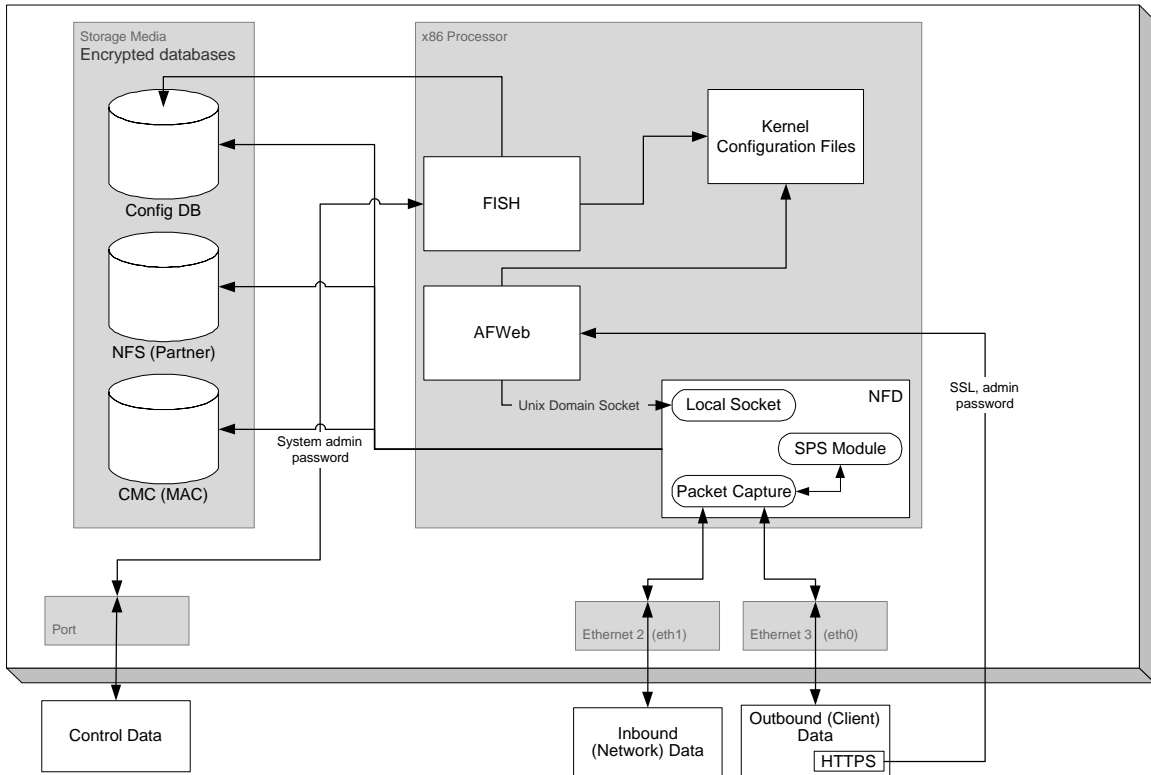 Storage Media
Encrypted databases
Config DB
NFS (Partner)
CMC (MAC)
x86 Processor
Kernel
Configuration Files
FISH
AFWeb
Unix Domain Socket
Local Socket
NFD
SPS Module
Packet Capture
SSL, admin
password
System admin
password
Port
Ethernet 2 (eth1)
Ethernet 3 (eth0)
Control Data
Inbound
(Network) Data
Outbound (Client)
Data
HTTPS